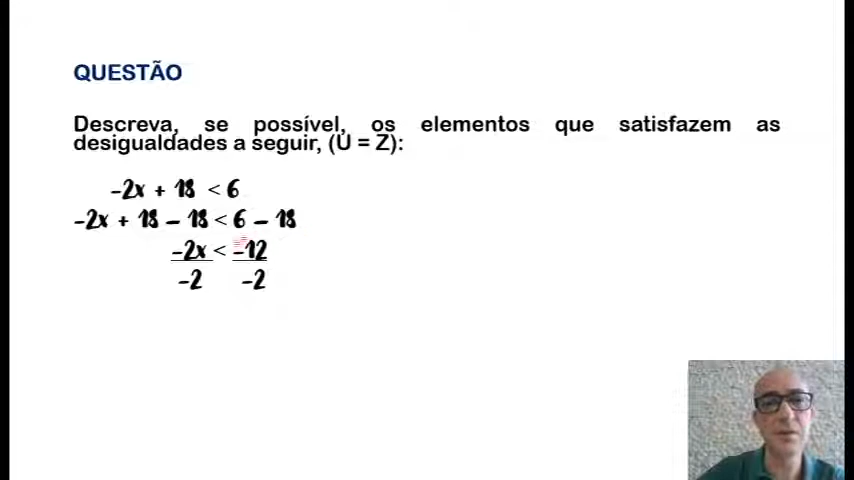 QUESTÃO
Descreva, se possível, os elementos que satisfazem as
desigualdades a seguir, (U = Z):
-2x + 18 < 6
-2x + 18 - 18 < 6 - 18
-2x < -12
-2 -2